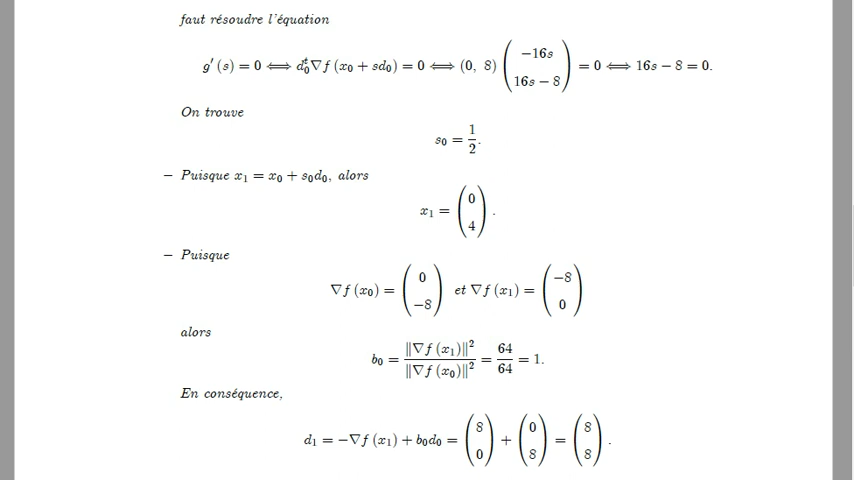 faut résoudre l'équation
g′(s) = 0 ⟺ d₀ᵗ∇f (x₀ + sd₀) = 0 ⟺ (0, 8) ( −16s ; 16s − 8 ) = 0 ⟺ 16s − 8 = 0.
On trouve
s₀ = 1/2.
− Puisque x₁ = x₀ + s₀d₀, alors
x₁ = ( 0 ; 4 ) .
− Puisque
∇f (x₀) = ( 0 ; −8 ) et ∇f (x₁) = ( −8 ; 0 )
alors
b₀ = ‖∇f (x₁)‖² / ‖∇f (x₀)‖² = 64/64 = 1.
En conséquence,
d₁ = −∇f (x₁) + b₀d₀ = ( 8 ; 0 ) + ( 0 ; 8 ) = ( 8 ; 8 ) .